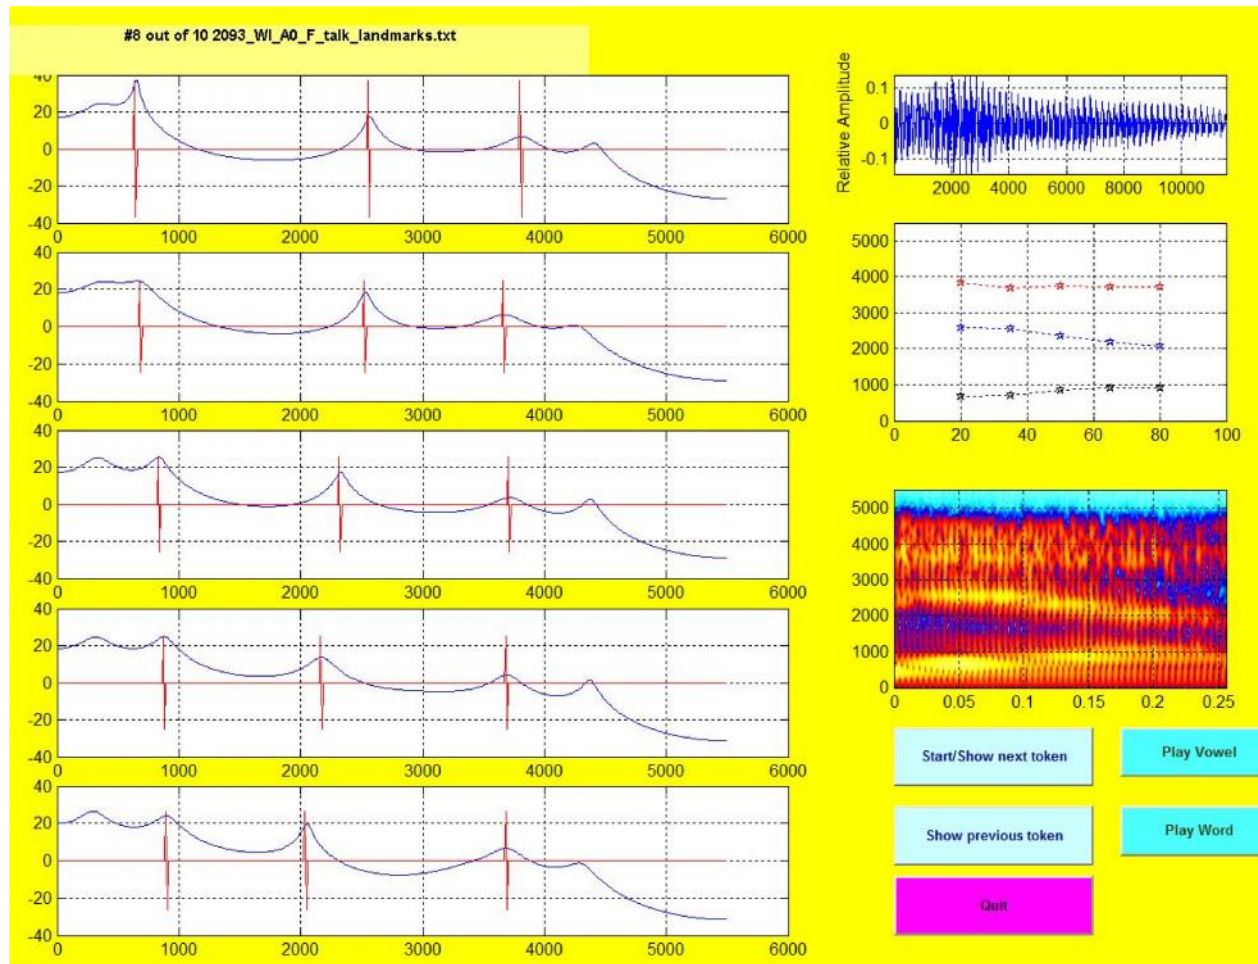 #8 out of 10 2093_WI_A0_F_talk_landmarks.txt
40
20
0
-20
-40
0 1000 2000 3000 4000 5000 6000
40
20
0
-20
-40
0 1000 2000 3000 4000 5000 6000
40
20
0
-20
-40
0 1000 2000 3000 4000 5000 6000
40
20
0
-20
-40
0 1000 2000 3000 4000 5000 6000
40
20
0
-20
-40
0 1000 2000 3000 4000 5000 6000
Relative Amplitude
0.1
0
-0.1
2000 4000 6000 8000 10000
5000
4000
3000
2000
1000
0
0 20 40 60 80 100
5000
4000
3000
2000
1000
0
0 0.05 0.1 0.15 0.2 0.25
Start/Show next token
Play Vowel
Show previous token
Play Word
Quit